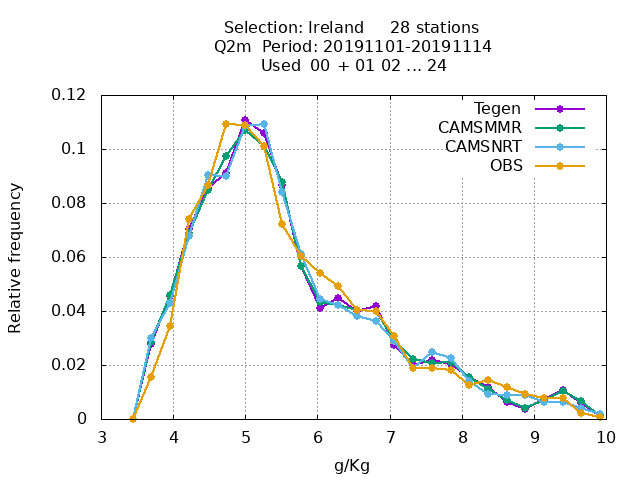 Selection: Ireland 28 stations
Q2m Period: 20191101-20191114
Used 00 + 01 02 ... 24
Relative frequency
0.12
0.1
0.08
0.06
0.04
0.02
0
Tegen
CAMSMMR
CAMSNRT
OBS
3 4 5 6 7 8 9 10
g/Kg